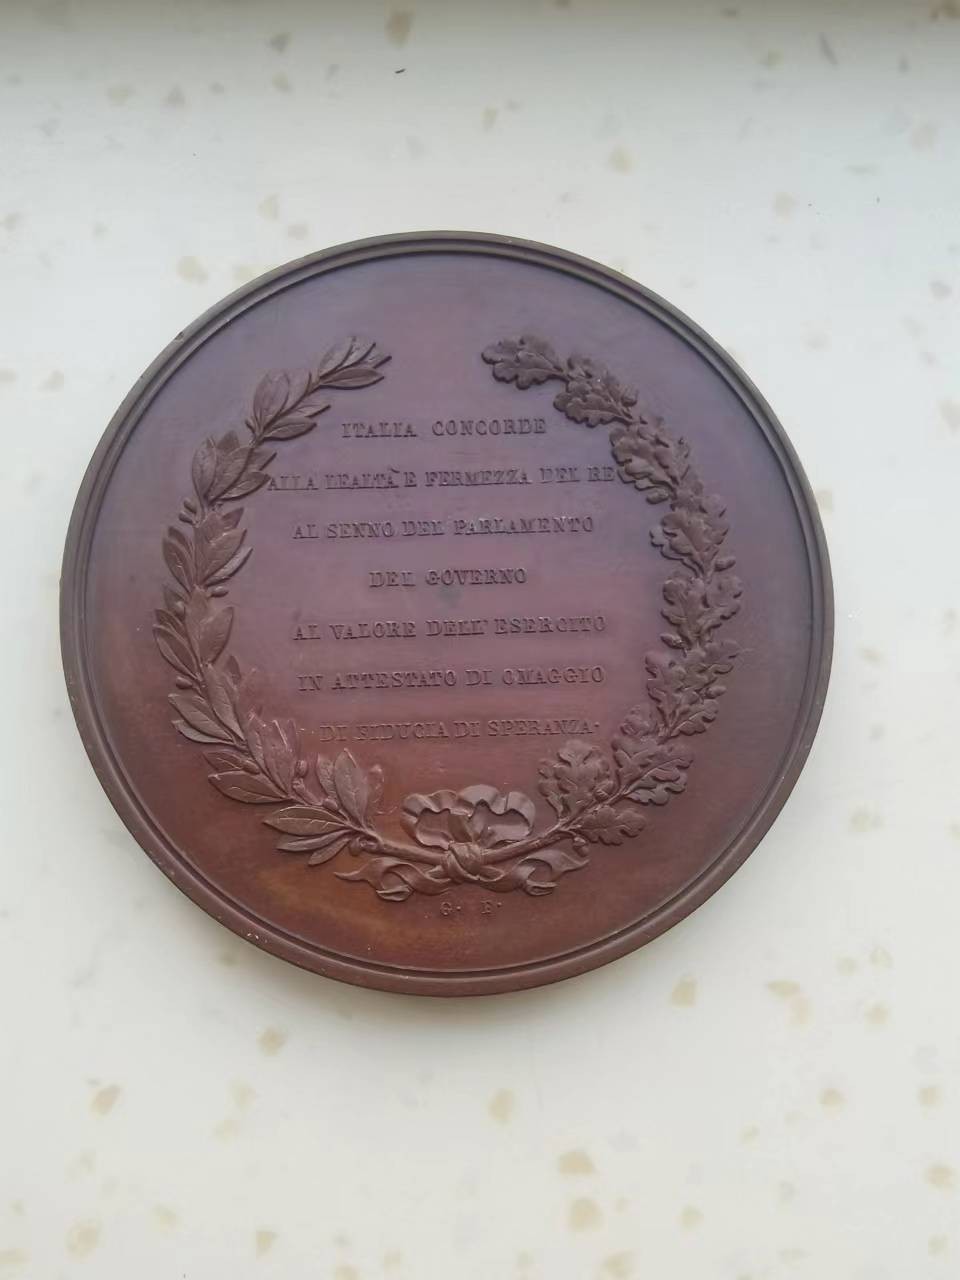 ITALIA CONCORDE
ALLA LEALTÀ E FERMEZZA DEL RE
AL SENNO DEL PARLAMENTO
DEL GOVERNO
AL VALORE DELL' ESERCITO
IN ATTESTATO DI OMAGGIO
DI FIDUCIA DI SPERANZA·
G· F·